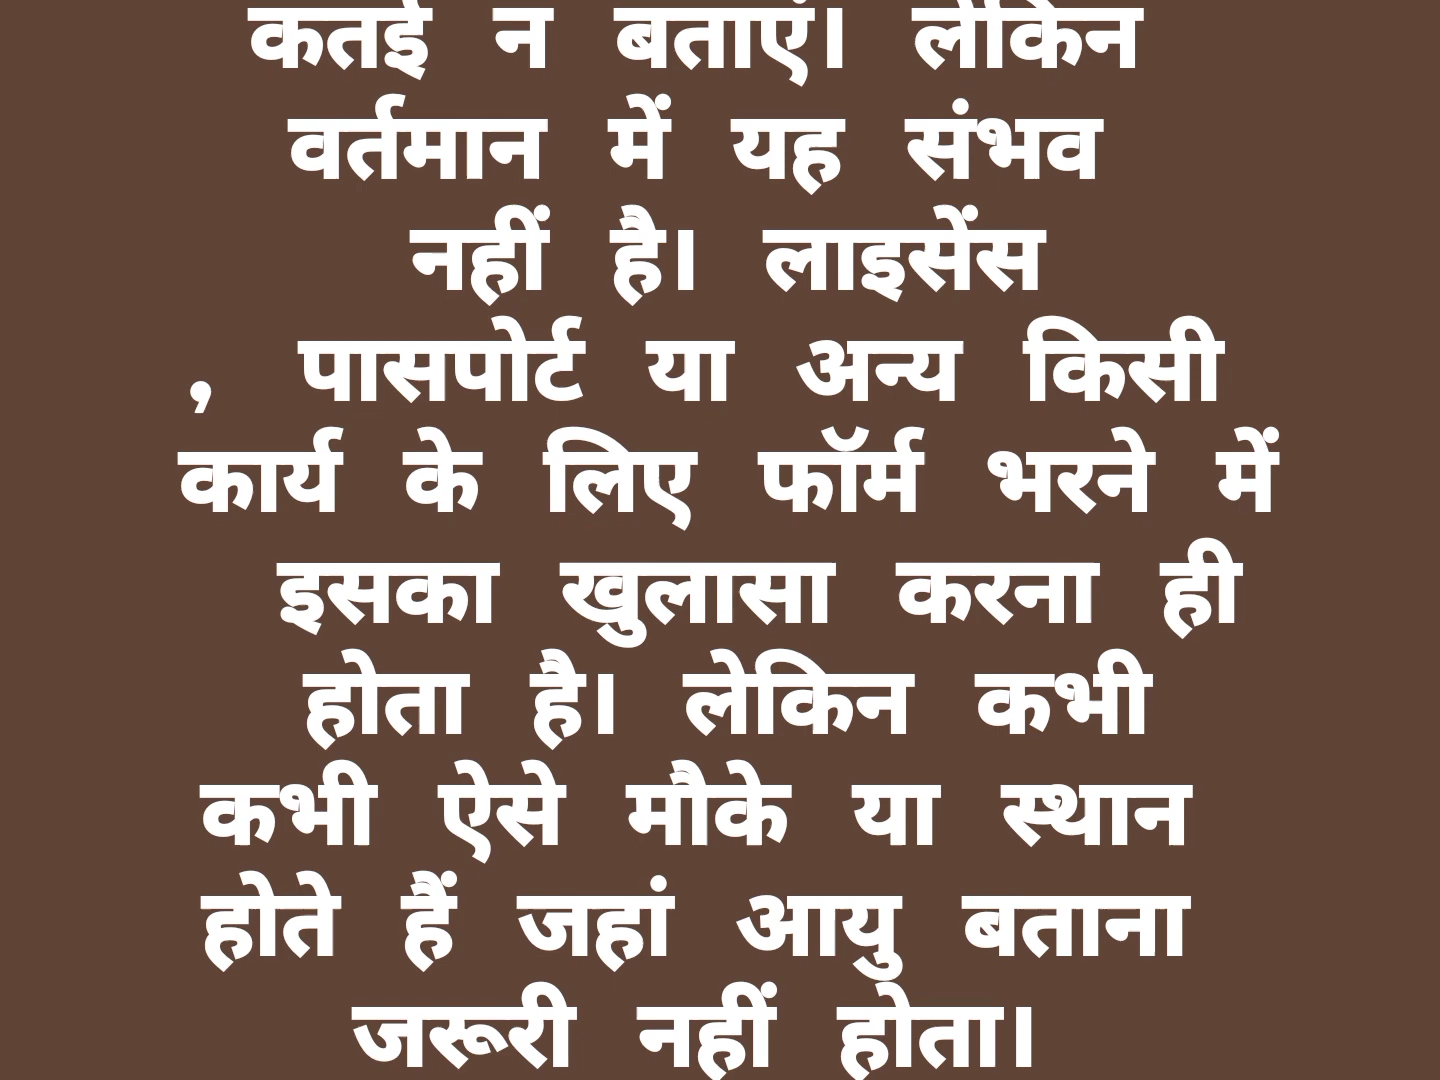 कतई न बताएं। लेकिन
वर्तमान में यह संभव
नहीं है। लाइसेंस
, पासपोर्ट या अन्य किसी
कार्य के लिए फॉर्म भरने में
इसका खुलासा करना ही
होता है। लेकिन कभी
कभी ऐसे मौके या स्थान
होते हैं जहां आयु बताना
जरूरी नहीं होता।